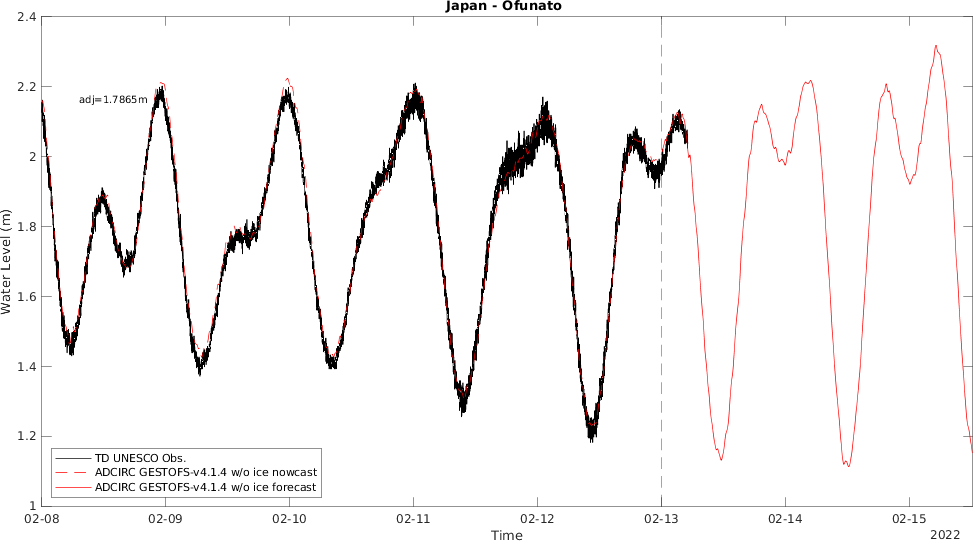 Japan - Ofunato
2.4
2.2
2
1.8
1.6
1.4
1.2
1
Water Level (m)
adj=1.7865m
TD UNESCO Obs.
ADCIRC GESTOFS-v4.1.4 w/o ice nowcast
ADCIRC GESTOFS-v4.1.4 w/o ice forecast
02-08 02-09 02-10 02-11 02-12 02-13 02-14 02-15
Time
2022